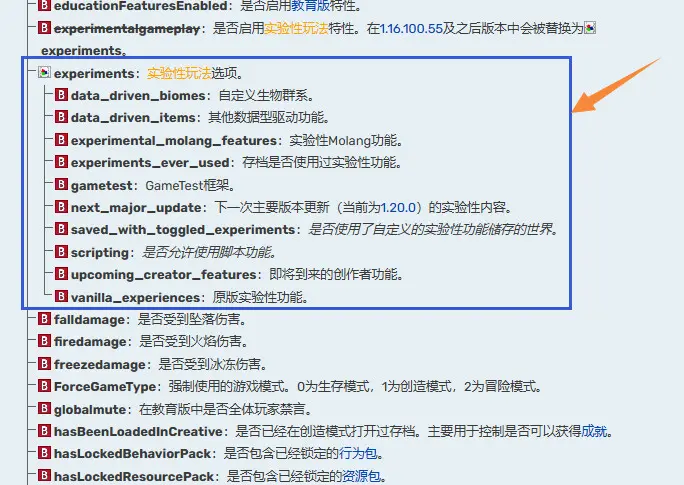 educationFeaturesEnabled：是否启用教育版特性。
experimentalgameplay：是否启用实验性玩法特性。在1.16.100.55及之后版本中会被替换为
experiments。
experiments：实验性玩法选项。
data_driven_biomes：自定义生物群系。
data_driven_items：其他数据型驱动功能。
experimental_molang_features：实验性Molang功能。
experiments_ever_used：存档是否使用过实验性功能。
gametest：GameTest框架。
next_major_update：下一次主要版本更新（当前为1.20.0）的实验性内容。
saved_with_toggled_experiments：是否使用了自定义的实验性功能储存的世界。
scripting：是否允许使用脚本功能。
upcoming_creator_features：即将到来的创作者功能。
vanilla_experiences：原版实验性功能。
falldamage：是否受到坠落伤害。
firedamage：是否受到火焰伤害。
freezedamage：是否受到冰冻伤害。
ForceGameType：强制使用的游戏模式。0为生存模式，1为创造模式，2为冒险模式。
globalmute：在教育版中是否全体玩家禁言。
hasBeenLoadedInCreative：是否已经在创造模式打开过存档。主要用于控制是否可以获得成就。
hasLockedBehaviorPack：是否包含已经锁定的行为包。
hasLockedResourcePack：是否包含已经锁定的资源包。